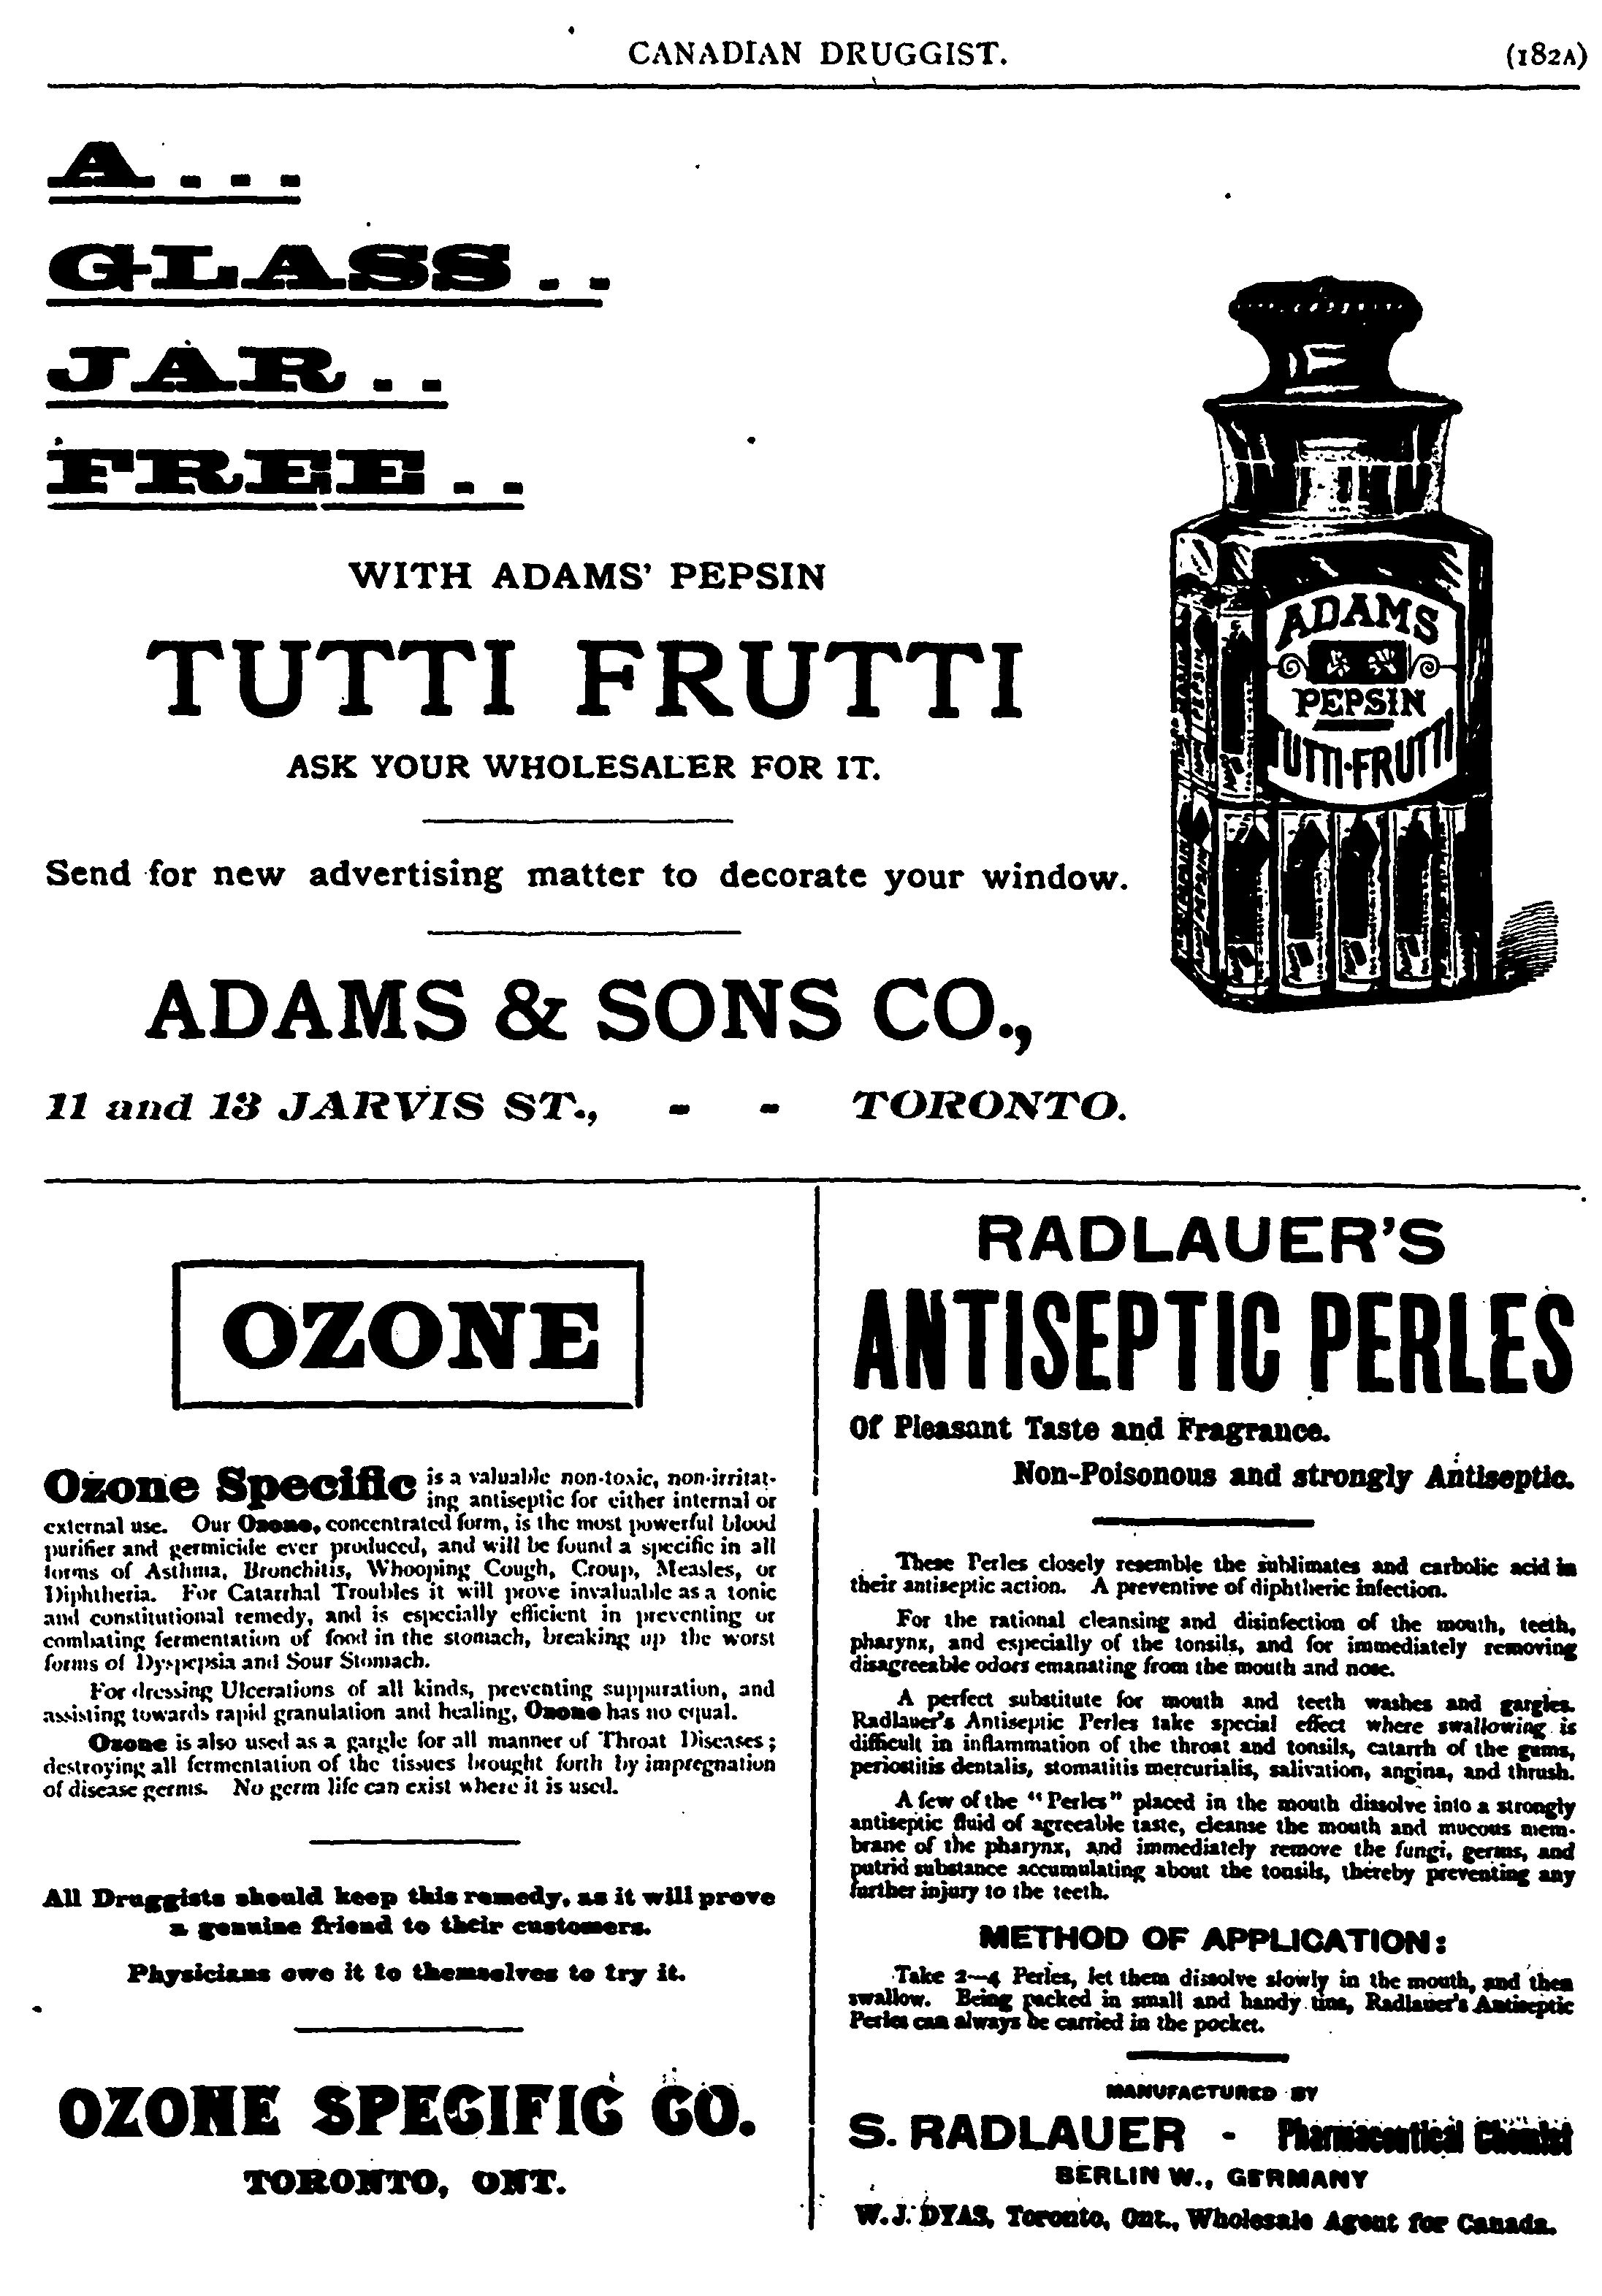 CANADIAN DRUGGIST.
(182A)
A . . .
GLASS . .
JAR . .
FREE . .
WITH ADAMS' PEPSIN
TUTTI FRUTTI
ASK YOUR WHOLESALER FOR IT.
Send for new advertising matter to decorate your window.
ADAMS & SONS CO.,
11 and 13 JARVIS ST., - - TORONTO.
ADAMS
PEPSIN
TUTTI-FRUTTI
OZONE
Ozone Specific is a valuable non-toxic, non-irritat-
ing antiseptic for either internal or
external use. Our Ozone, concentrated form, is the most powerful blood
purifier and germicide ever produced, and will be found a specific in all
forms of Asthma, Bronchitis, Whooping Cough, Croup, Measles, or
Diphtheria. For Catarrhal Troubles it will prove invaluable as a tonic
and constitutional remedy, and is especially efficient in preventing or
combating fermentation of food in the stomach, breaking up the worst
forms of Dyspepsia and Sour Stomach.
For dressing Ulcerations of all kinds, preventing suppuration, and
assisting towards rapid granulation and healing, Ozone has no equal.
Ozone is also used as a gargle for all manner of Throat Diseases;
destroying all fermentation of the tissues brought forth by impregnation
of disease germs. No germ life can exist where it is used.
All Druggists should keep this remedy, as it will prove
a genuine friend to their customers.
Physicians owe it to themselves to try it.
OZONE SPECIFIC CO.
TORONTO, ONT.
RADLAUER'S
ANTISEPTIC PERLES
Of Pleasant Taste and Fragrance.
Non-Poisonous and strongly Antiseptic.
These Perles closely resemble the sublimates and carbolic acid in
their antiseptic action. A preventive of diphtheric infection.
For the rational cleansing and disinfection of the mouth, teeth,
pharynx, and especially of the tonsils, and for immediately removing
disagreeable odors emanating from the mouth and nose.
A perfect substitute for mouth and teeth washes and gargles.
Radlauer's Antiseptic Perles take special effect where swallowing is
difficult in inflammation of the throat and tonsils, catarrh of the gums,
periostitis dentalis, stomatitis mercurialis, salivation, angina, and thrush.
A few of the "Perles" placed in the mouth dissolve into a strongly
antiseptic fluid of agreeable taste, cleanse the mouth and mucous mem-
brane of the pharynx, and immediately remove the fungi, germs, and
putrid substance accumulating about the tonsils, thereby preventing any
further injury to the teeth.
METHOD OF APPLICATION:
Take 2—4 Perles, let them dissolve slowly in the mouth, and then
swallow. Being packed in small and handy tins, Radlauer's Antiseptic
Perles can always be carried in the pocket.
MANUFACTURED BY
S. RADLAUER - Pharmaceutical Chemist
BERLIN W., GERMANY
W. J. DYAS, Toronto, Ont., Wholesale Agent for Canada.